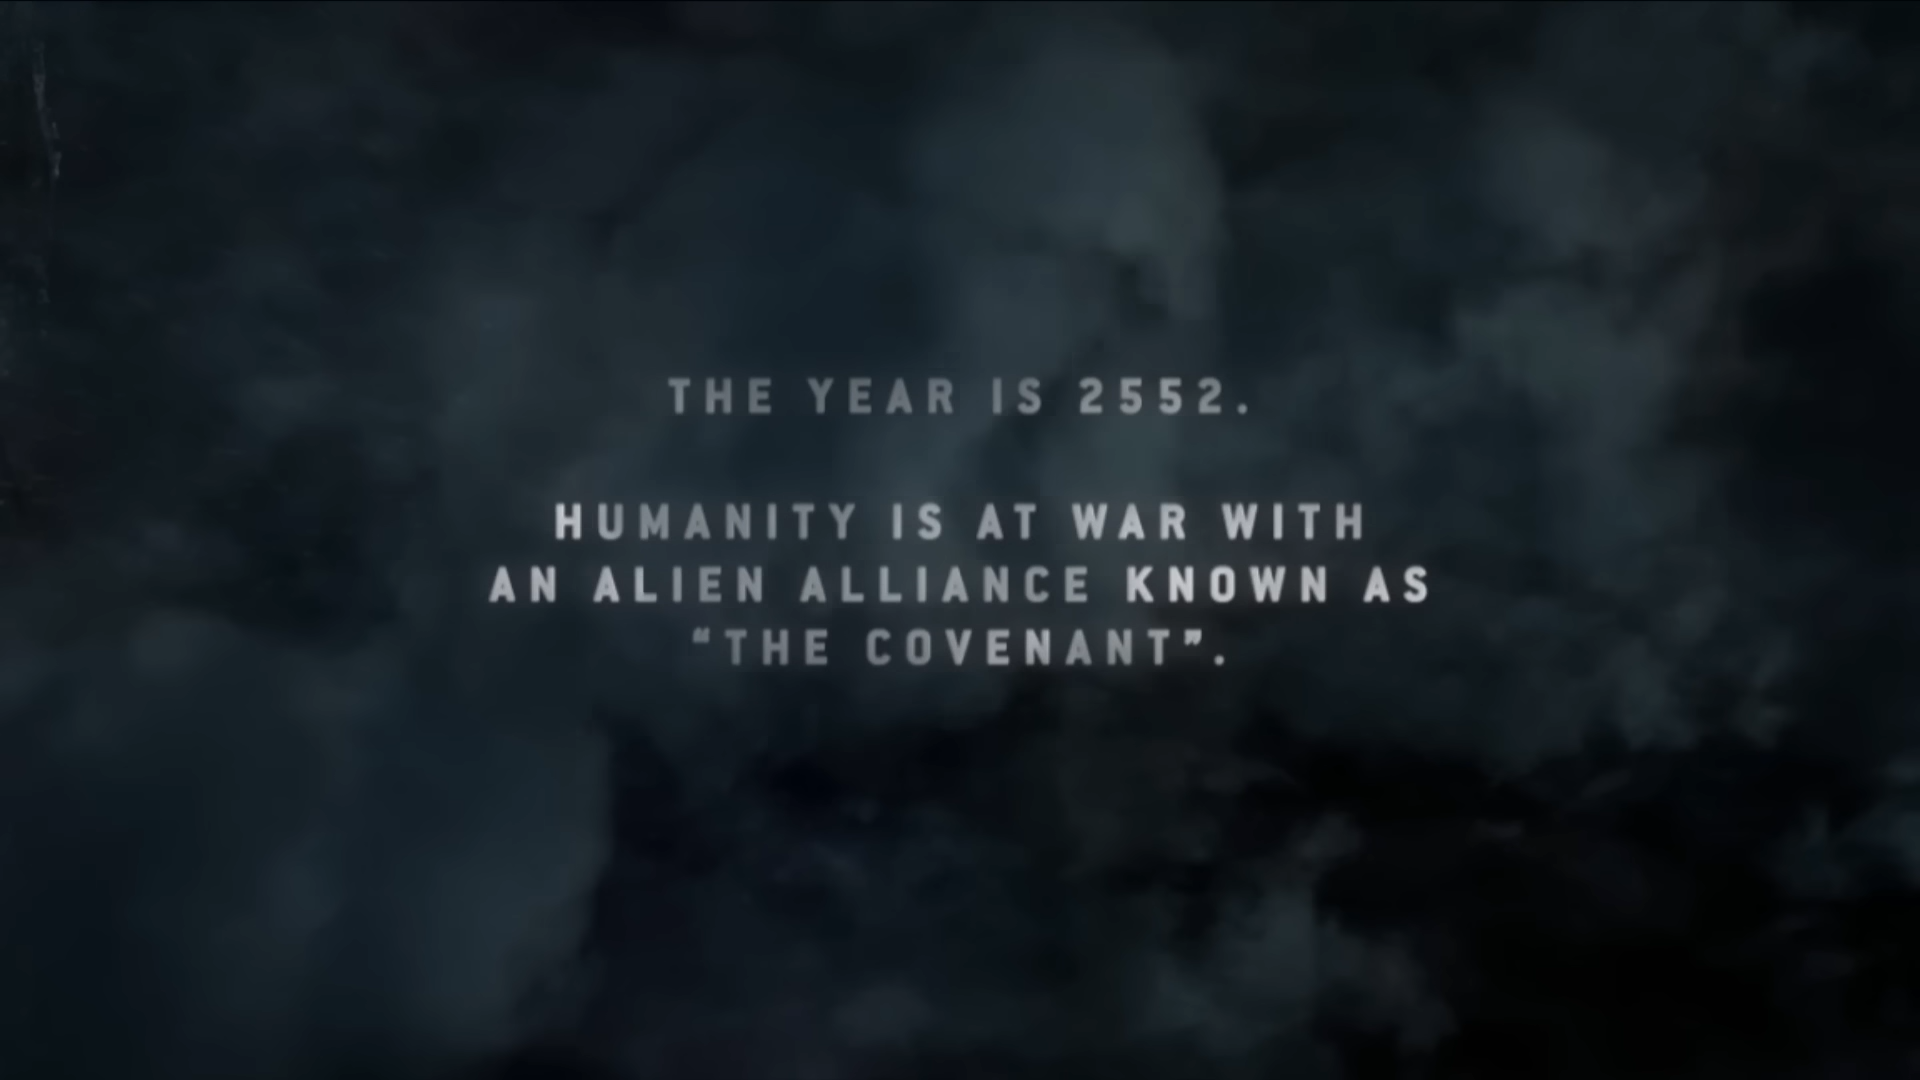 THE YEAR IS 2552.
HUMANITY IS AT WAR WITH
AN ALIEN ALLIANCE KNOWN AS
“THE COVENANT”.